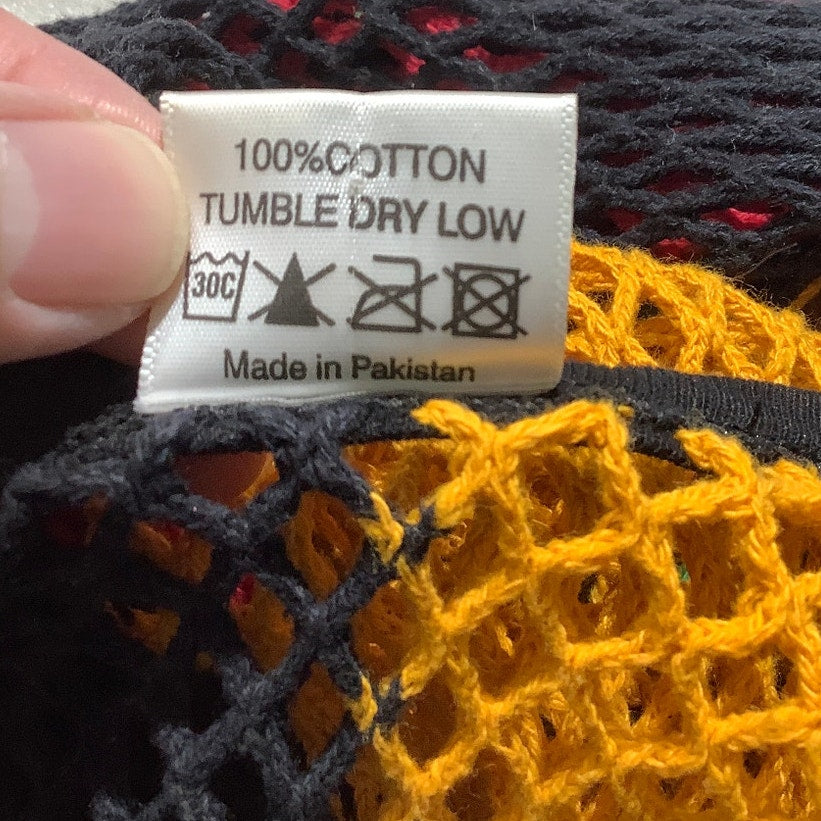 100%COTTON
TUMBLE DRY LOW
30C
Made in Pakistan